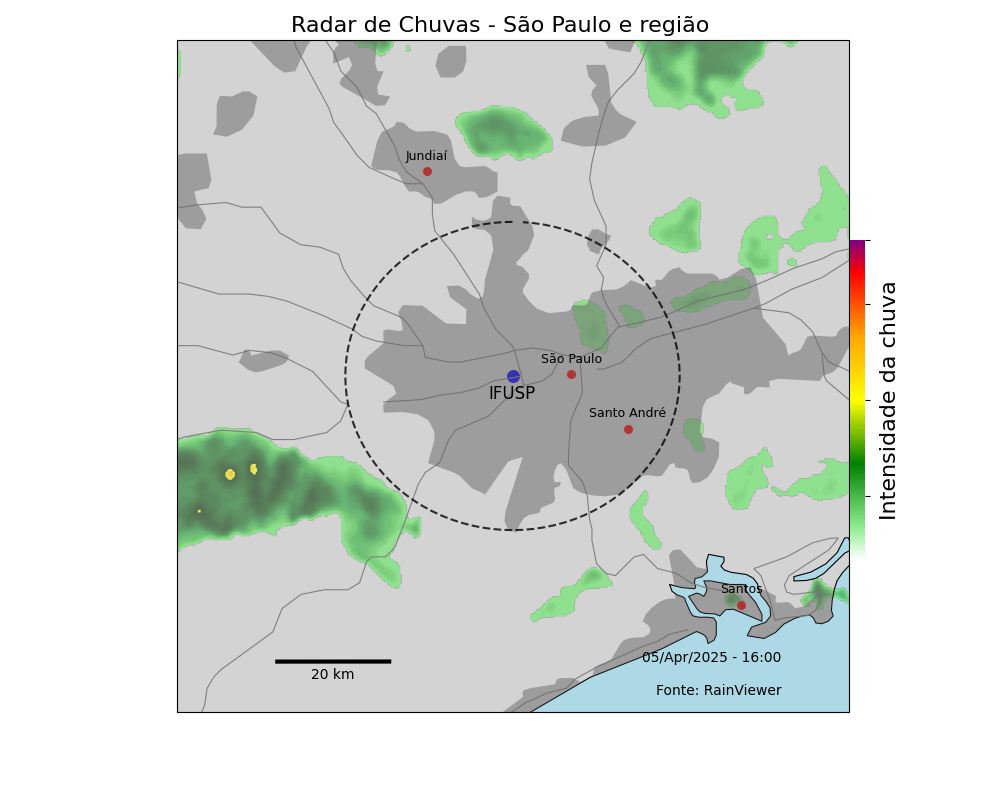 Radar de Chuvas - São Paulo e região
Jundiaí
São Paulo
IFUSP
Santo André
Santos
20 km
05/Apr/2025 - 16:00
Fonte: RainViewer
Intensidade da chuva